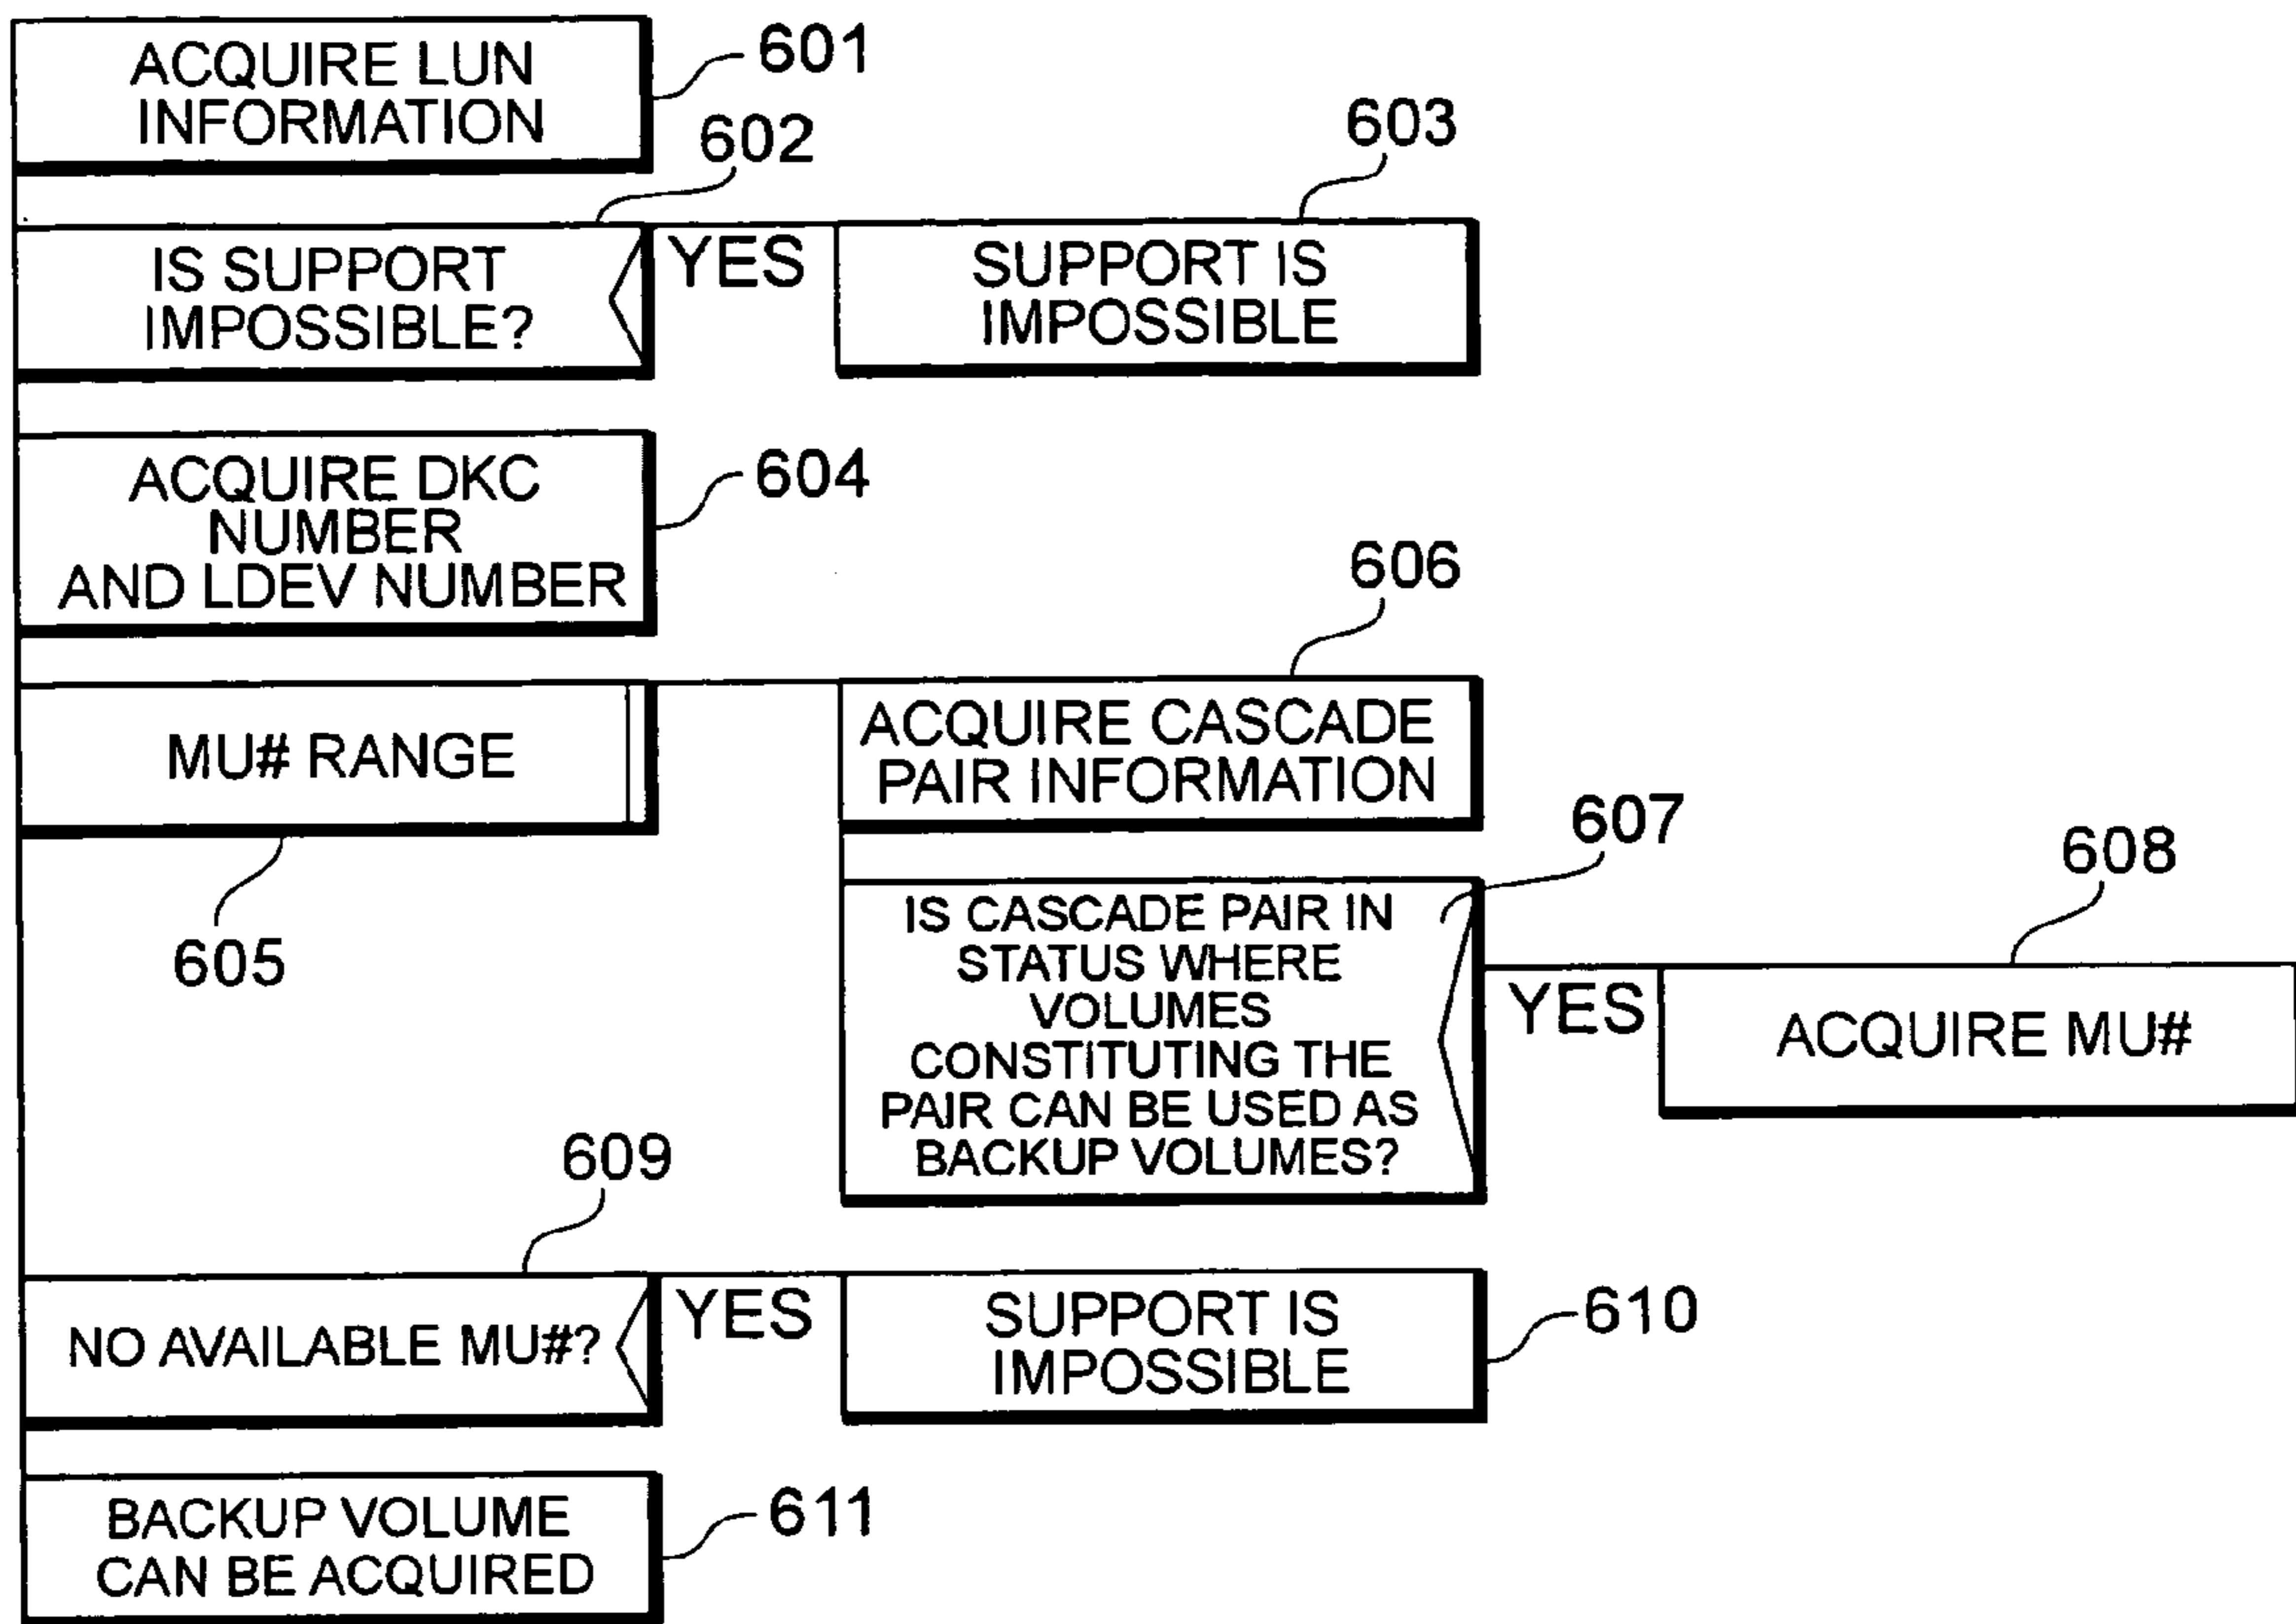 ACQUIRE LUN
INFORMATION
601
602
603
IS SUPPORT
IMPOSSIBLE?
YES
SUPPORT IS
IMPOSSIBLE
ACQUIRE DKC
NUMBER
AND LDEV NUMBER
604
606
MU# RANGE
605
ACQUIRE CASCADE
PAIR INFORMATION
607
608
IS CASCADE PAIR IN
STATUS WHERE
VOLUMES
CONSTITUTING THE
PAIR CAN BE USED AS
BACKUP VOLUMES?
YES
ACQUIRE MU#
609
NO AVAILABLE MU#?
YES
SUPPORT IS
IMPOSSIBLE
610
BACKUP VOLUME
CAN BE ACQUIRED
611